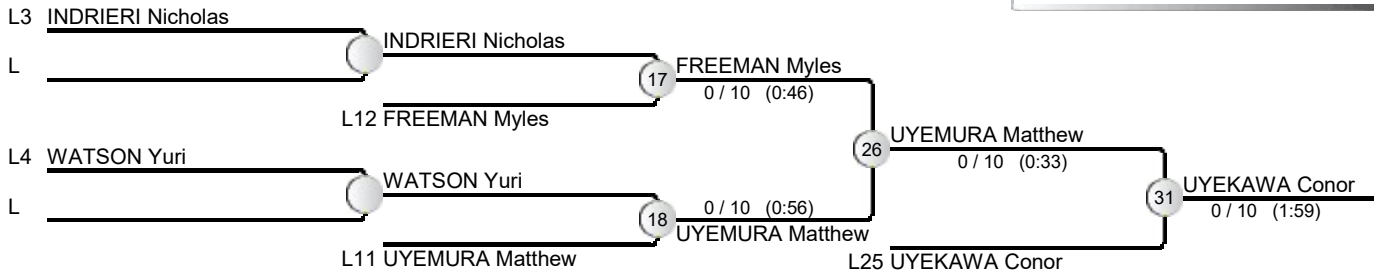 L3 INDRIERI Nicholas
INDRIERI Nicholas
L
17
FREEMAN Myles
0 / 10 (0:46)
L12 FREEMAN Myles
L4 WATSON Yuri
26
UYEMURA Matthew
0 / 10 (0:33)
WATSON Yuri
L
18
0 / 10 (0:56)
UYEMURA Matthew
31
UYEKAWA Conor
0 / 10 (1:59)
L11 UYEMURA Matthew
L25 UYEKAWA Conor